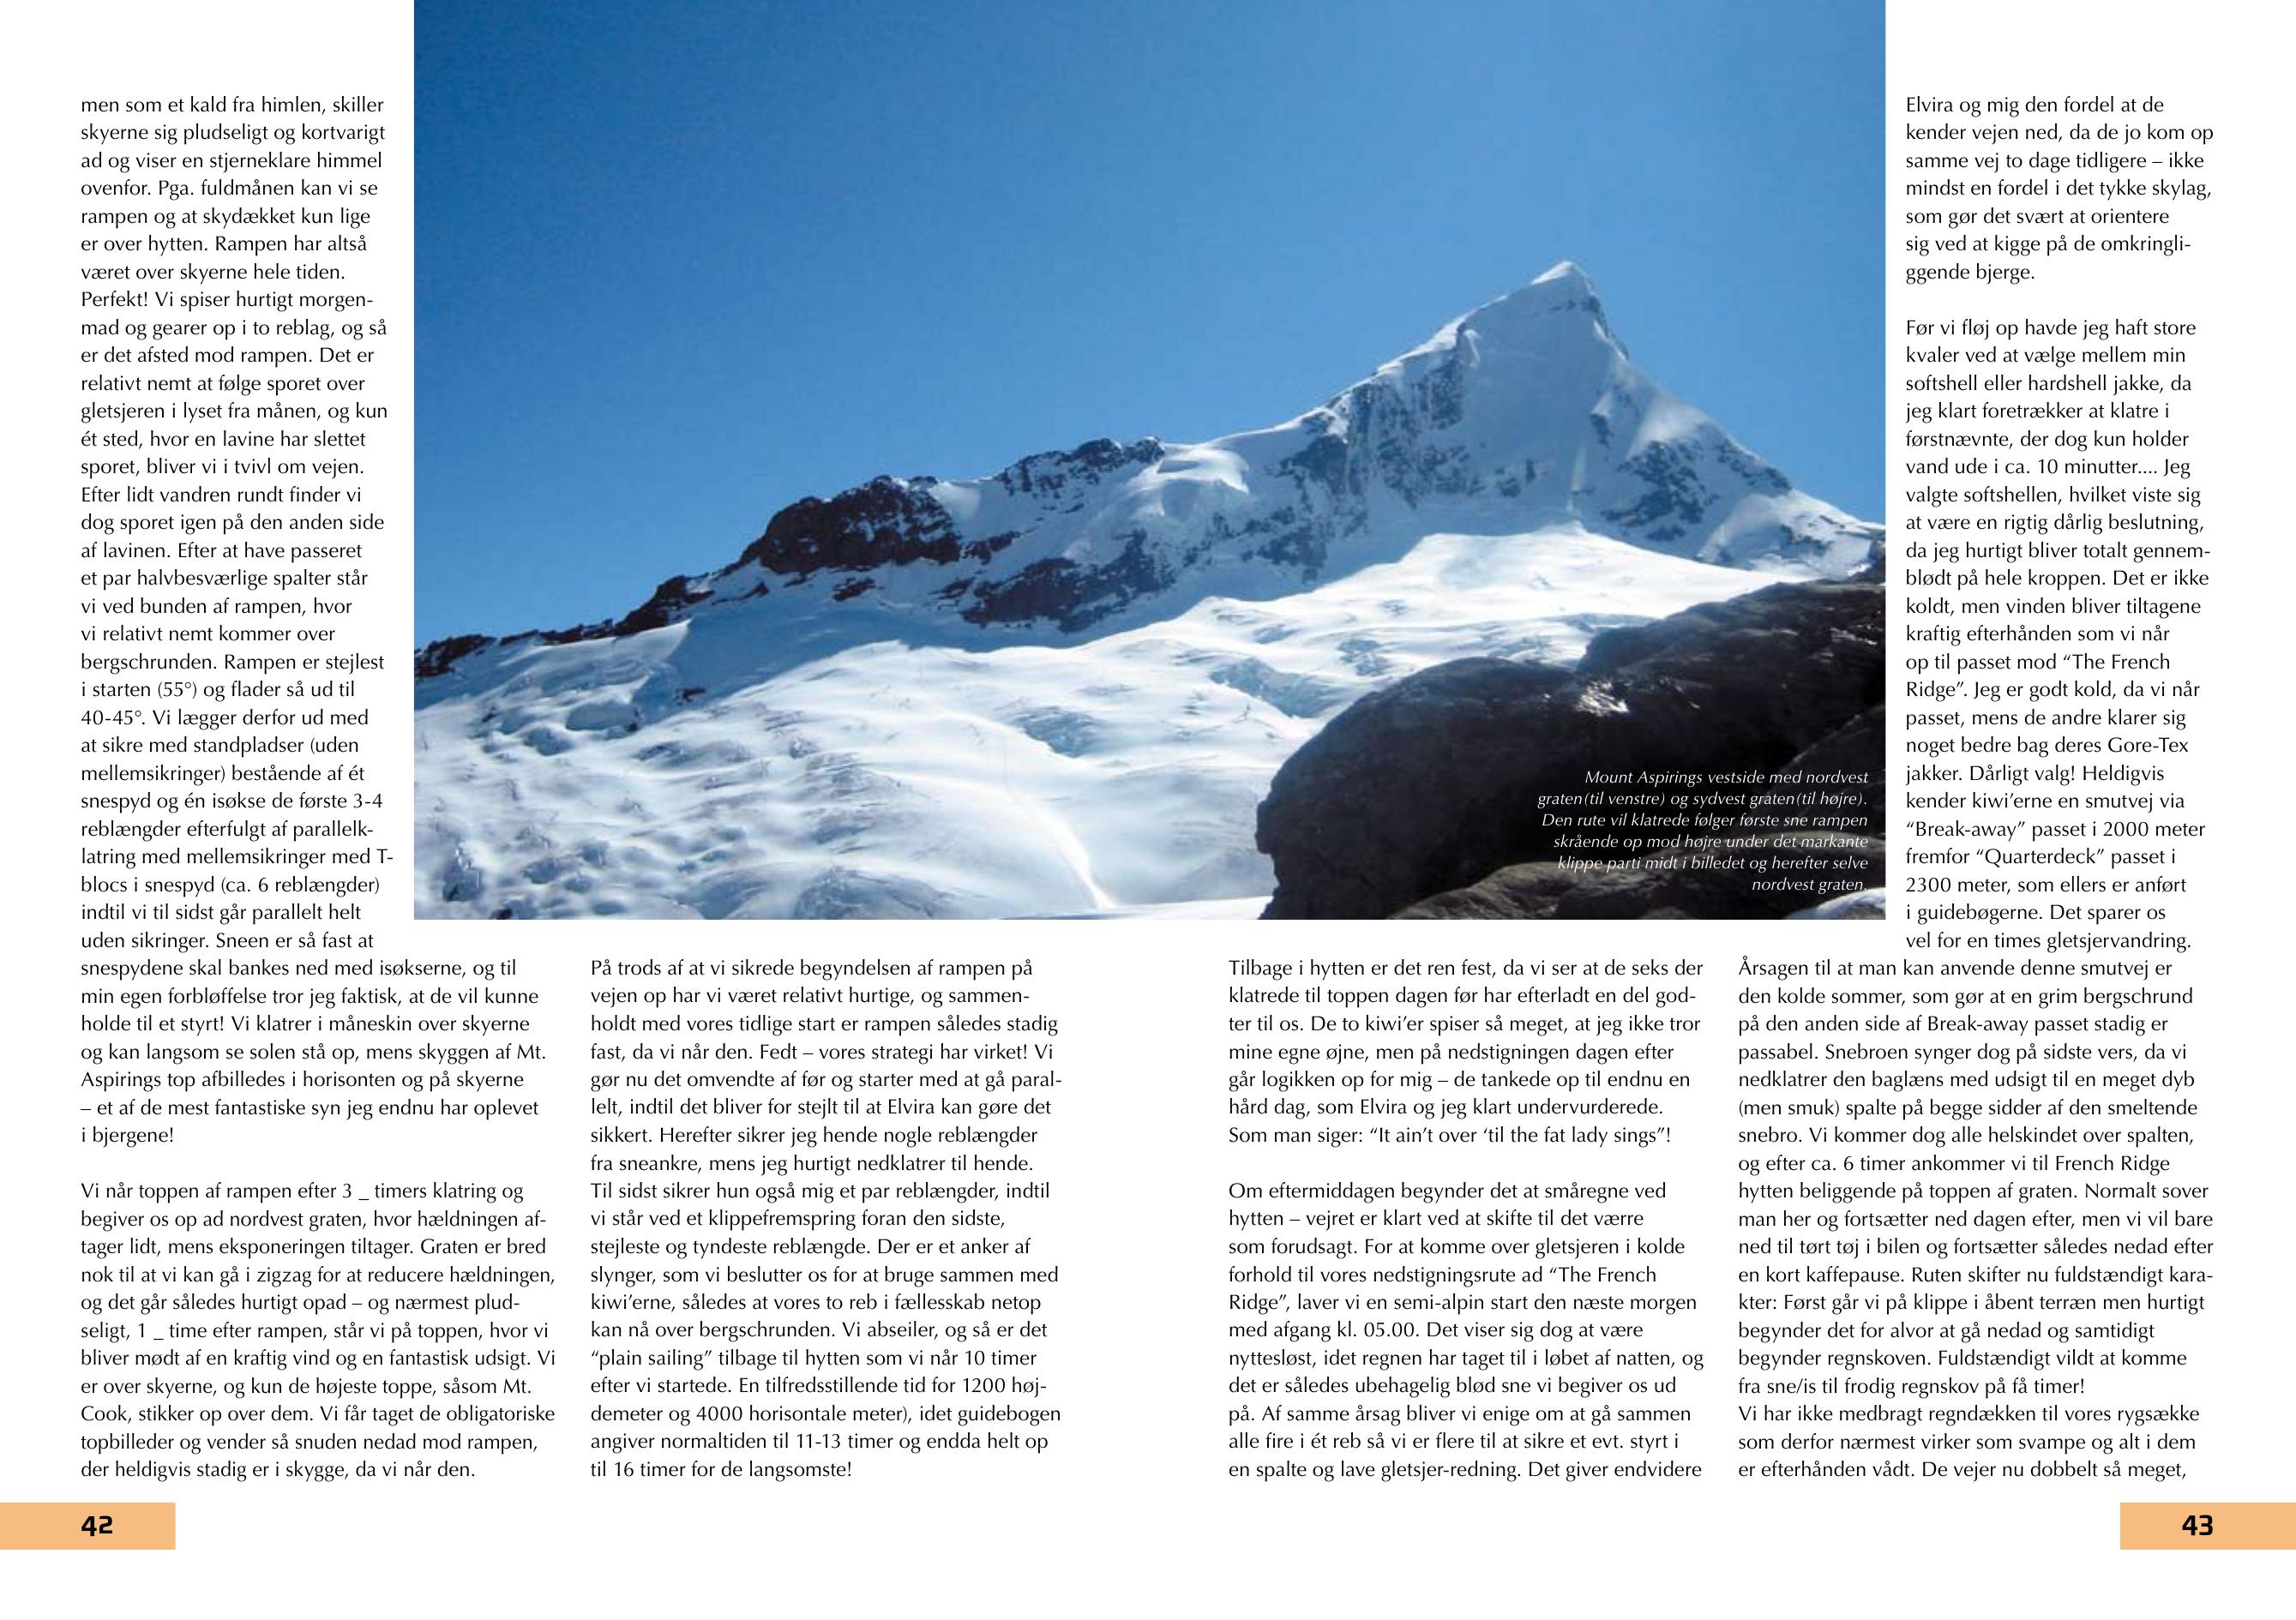 men som et kald fra himlen, skiller
skyerne sig pludseligt og kortvarigt
ad og viser en stjerneklare himmel
ovenfor. Pga. fuldmånen kan vi se
rampen og at skydækket kun lige
er over hytten. Rampen har altså
været over skyerne hele tiden.
Perfekt! Vi spiser hurtigt morgen-
mad og gearer op i to reblag, og så
er det afsted mod rampen. Det er
relativt nemt at følge sporet over
gletsjeren i lyset fra månen, og kun
ét sted, hvor en lavine har slettet
sporet, bliver vi i tvivl om vejen.
Efter lidt vandren rundt finder vi
dog sporet igen på den anden side
af lavinen. Efter at have passeret
et par halvbesværlige spalter står
vi ved bunden af rampen, hvor
vi relativt nemt kommer over
bergschrunden. Rampen er stejlest
i starten (55°) og flader så ud til
40-45°. Vi lægger derfor ud med
at sikre med standpladser (uden
mellemsikringer) bestående af ét
snespyd og én isøkse de første 3-4
reblængder efterfulgt af parallelk-
latring med mellemsikringer med T-
blocs i snespyd (ca. 6 reblængder)
indtil vi til sidst går parallelt helt
uden sikringer. Sneen er så fast at
snespydene skal bankes ned med isøkserne, og til
min egen forbløffelse tror jeg faktisk, at de vil kunne
holde til et styrt! Vi klatrer i måneskin over skyerne
og kan langsom se solen stå op, mens skyggen af Mt.
Aspirings top afbilledes i horisonten og på skyerne
– et af de mest fantastiske syn jeg endnu har oplevet
i bjergene!
Vi når toppen af rampen efter 3 _ timers klatring og
begiver os op ad nordvest graten, hvor hældningen af-
tager lidt, mens eksponeringen tiltager. Graten er bred
nok til at vi kan gå i zigzag for at reducere hældningen,
og det går således hurtigt opad – og nærmest plud-
seligt, 1 _ time efter rampen, står vi på toppen, hvor vi
bliver mødt af en kraftig vind og en fantastisk udsigt. Vi
er over skyerne, og kun de højeste toppe, såsom Mt.
Cook, stikker op over dem. Vi får taget de obligatoriske
topbilleder og vender så snuden nedad mod rampen,
der heldigvis stadig er i skygge, da vi når den.
På trods af at vi sikrede begyndelsen af rampen på
vejen op har vi været relativt hurtige, og sammen-
holdt med vores tidlige start er rampen således stadig
fast, da vi når den. Fedt – vores strategi har virket! Vi
gør nu det omvendte af før og starter med at gå paral-
lelt, indtil det bliver for stejlt til at Elvira kan gøre det
sikkert. Herefter sikrer jeg hende nogle reblængder
fra sneankre, mens jeg hurtigt nedklatrer til hende.
Til sidst sikrer hun også mig et par reblængder, indtil
vi står ved et klippefremspring foran den sidste,
stejleste og tyndeste reblængde. Der er et anker af
slynger, som vi beslutter os for at bruge sammen med
kiwi’erne, således at vores to reb i fællesskab netop
kan nå over bergschrunden. Vi abseiler, og så er det
“plain sailing” tilbage til hytten som vi når 10 timer
efter vi startede. En tilfredsstillende tid for 1200 høj-
demeter og 4000 horisontale meter), idet guidebogen
angiver normaltiden til 11-13 timer og endda helt op
til 16 timer for de langsomste!
Mount Aspirings vestside med nordvest
graten(til venstre) og sydvest graten(til højre).
Den rute vil klatrede følger første sne rampen
skrående op mod højre under det markante
klippe parti midt i billedet og herefter selve
nordvest graten.
Tilbage i hytten er det ren fest, da vi ser at de seks der
klatrede til toppen dagen før har efterladt en del god-
ter til os. De to kiwi’er spiser så meget, at jeg ikke tror
mine egne øjne, men på nedstigningen dagen efter
går logikken op for mig – de tankede op til endnu en
hård dag, som Elvira og jeg klart undervurderede.
Som man siger: “It ain’t over ‘til the fat lady sings”!
Om eftermiddagen begynder det at småregne ved
hytten – vejret er klart ved at skifte til det værre
som forudsagt. For at komme over gletsjeren i kolde
forhold til vores nedstigningsrute ad “The French
Ridge”, laver vi en semi-alpin start den næste morgen
med afgang kl. 05.00. Det viser sig dog at være
nyttesløst, idet regnen har taget til i løbet af natten, og
det er således ubehagelig blød sne vi begiver os ud
på. Af samme årsag bliver vi enige om at gå sammen
alle fire i ét reb så vi er flere til at sikre et evt. styrt i
en spalte og lave gletsjer-redning. Det giver endvidere
Elvira og mig den fordel at de
kender vejen ned, da de jo kom op
samme vej to dage tidligere – ikke
mindst en fordel i det tykke skylag,
som gør det svært at orientere
sig ved at kigge på de omkringli-
ggende bjerge.
Før vi fløj op havde jeg haft store
kvaler ved at vælge mellem min
softshell eller hardshell jakke, da
jeg klart foretrækker at klatre i
førstnævnte, der dog kun holder
vand ude i ca. 10 minutter.... Jeg
valgte softshellen, hvilket viste sig
at være en rigtig dårlig beslutning,
da jeg hurtigt bliver totalt gennem-
blødt på hele kroppen. Det er ikke
koldt, men vinden bliver tiltagene
kraftig efterhånden som vi når
op til passet mod “The French
Ridge”. Jeg er godt kold, da vi når
passet, mens de andre klarer sig
noget bedre bag deres Gore-Tex
jakker. Dårligt valg! Heldigvis
kender kiwi’erne en smutvej via
“Break-away” passet i 2000 meter
fremfor “Quarterdeck” passet i
2300 meter, som ellers er anført
i guidebøgerne. Det sparer os
vel for en times gletsjervandring.
Årsagen til at man kan anvende denne smutvej er
den kolde sommer, som gør at en grim bergschrund
på den anden side af Break-away passet stadig er
passabel. Snebroen synger dog på sidste vers, da vi
nedklatrer den baglæns med udsigt til en meget dyb
(men smuk) spalte på begge sidder af den smeltende
snebro. Vi kommer dog alle helskindet over spalten,
og efter ca. 6 timer ankommer vi til French Ridge
hytten beliggende på toppen af graten. Normalt sover
man her og fortsætter ned dagen efter, men vi vil bare
ned til tørt tøj i bilen og fortsætter således nedad efter
en kort kaffepause. Ruten skifter nu fuldstændigt kara-
kter: Først går vi på klippe i åbent terræn men hurtigt
begynder det for alvor at gå nedad og samtidigt
begynder regnskoven. Fuldstændigt vildt at komme
fra sne/is til frodig regnskov på få timer!
Vi har ikke medbragt regndækken til vores rygsække
som derfor nærmest virker som svampe og alt i dem
er efterhånden vådt. De vejer nu dobbelt så meget,
42
43